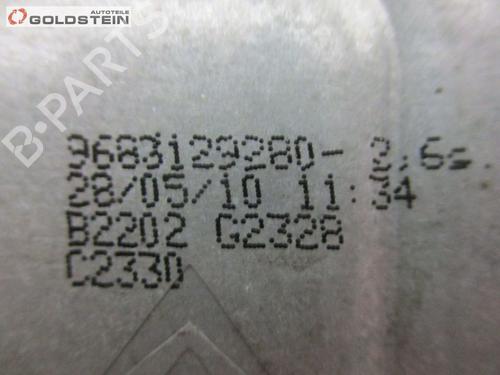 AUTOTEILE
GOLDSTEIN
B-PARTS
9683129280-2.6
28/05/10 11:34
B2202 G2328
C2330